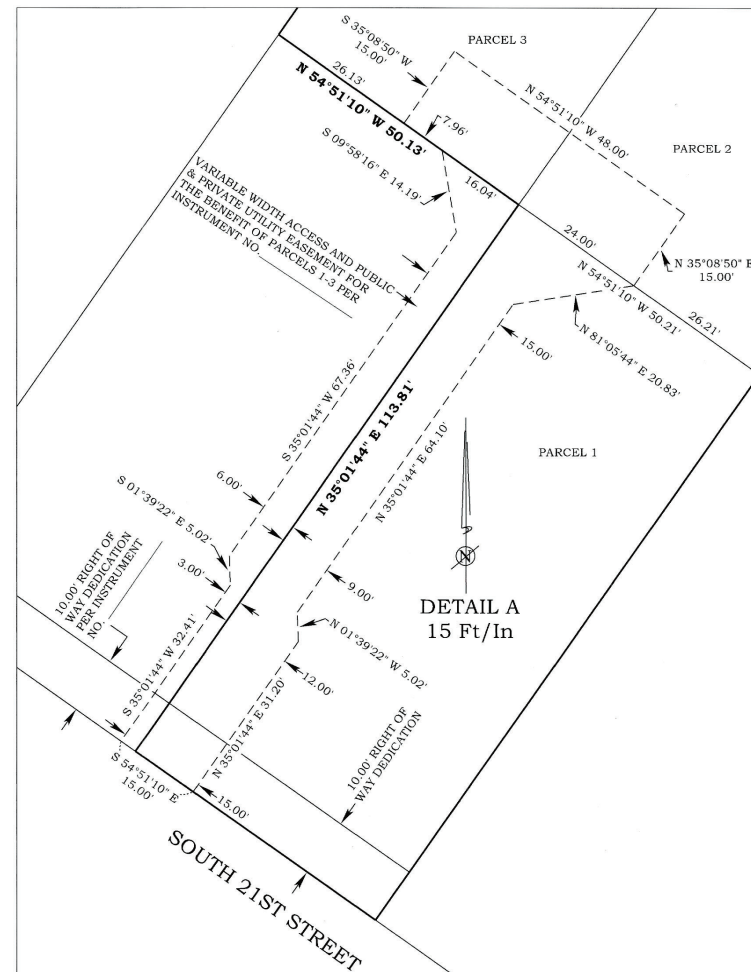 PARCEL 3
S 35°08'50" W
15.00'
26.13'
N 54°51'10" W 50.13'
7.96'
N 54°51'10" W 48.00'
PARCEL 2
S 09°58'16" E 14.19'
16.04'
VARIABLE WIDTH ACCESS AND PUBLIC
& PRIVATE UTILITY EASEMENT FOR
THE BENEFIT OF PARCELS 1-3 PER
INSTRUMENT NO.
24.00'
N 35°08'50" E
15.00'
N 54°51'10" W 50.21'
26.21'
N 81°05'44" E 20.83'
15.00'
S 35°01'44" W 67.36'
N 35°01'44" E 113.81'
N 35°01'44" E 64.10'
PARCEL 1
6.00'
S 01°39'22" E 5.02'
3.00'
10.00' RIGHT OF
WAY DEDICATION
PER INSTRUMENT
NO.
N
9.00'
DETAIL A
15 Ft/In
N 01°39'22" W 5.02'
S 35°01'44" W 32.41'
12.00'
N 35°01'44" E 31.20'
10.00' RIGHT OF
WAY DEDICATION
S 54°51'10" E
15.00'
15.00'
SOUTH 21ST STREET